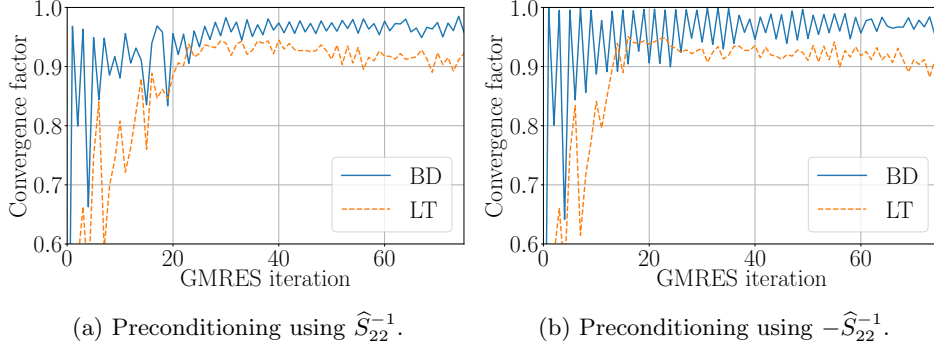 1.0
0.9
0.8
0.7
0.6
Convergence factor
BD
LT
0 20 40 60
GMRES iteration
(a) Preconditioning using $\widehat{S}_{22}^{-1}$.
1.0
0.9
0.8
0.7
0.6
Convergence factor
BD
LT
0 20 40 60
GMRES iteration
(b) Preconditioning using $-\widehat{S}_{22}^{-1}$.